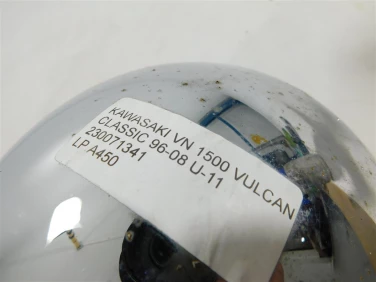 KAWASAKI VN 1500 VULCAN
CLASSIC 96-08 U-11
230071341
LP A450